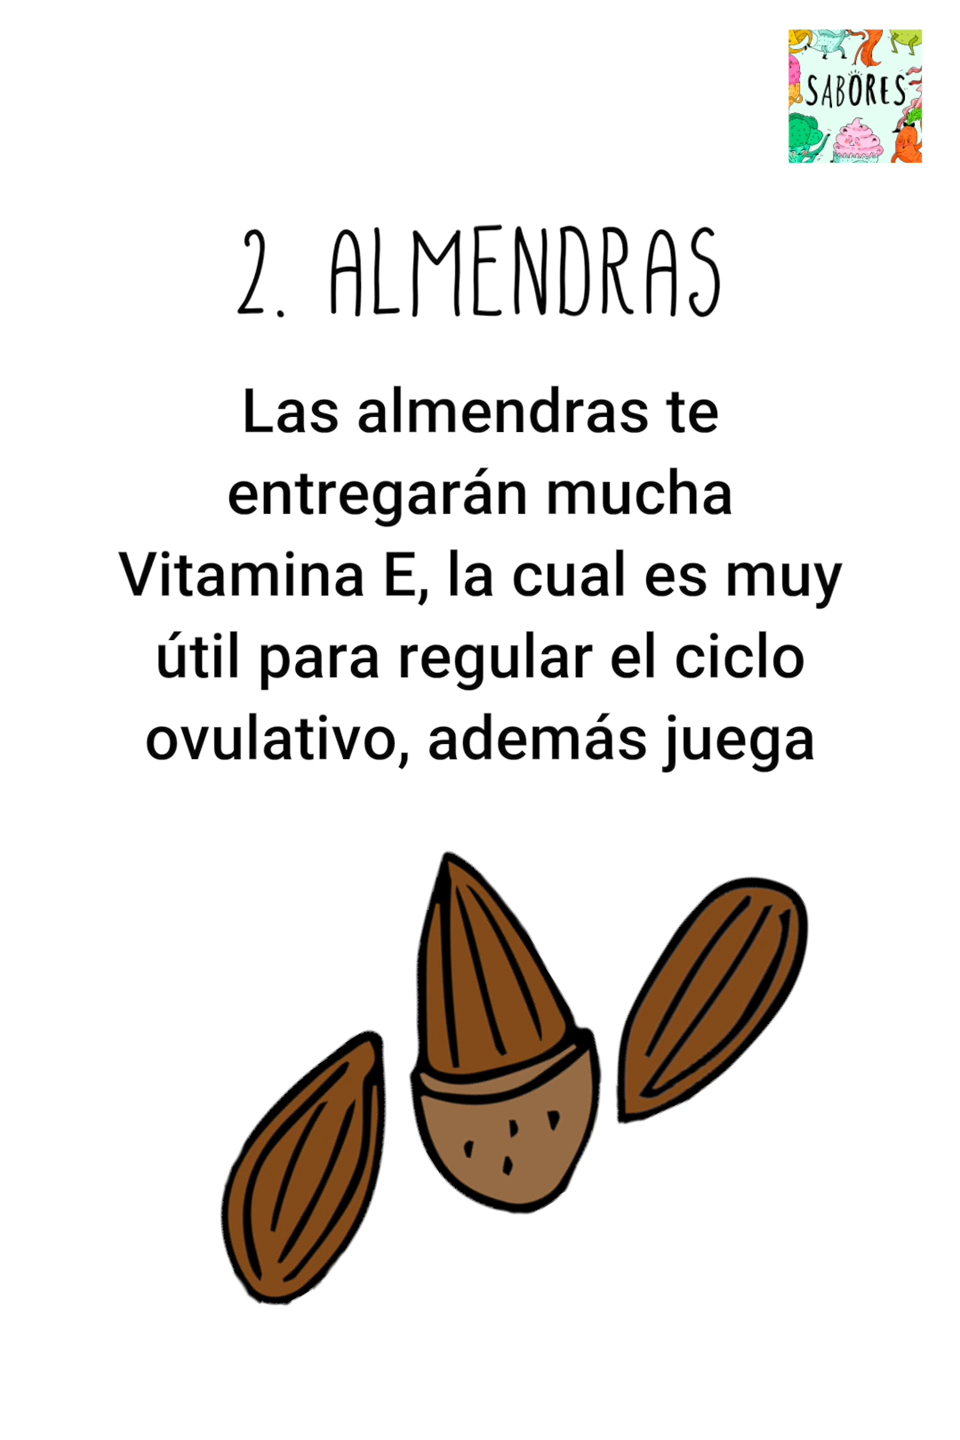 SABORES
2. ALMENDRAS
Las almendras te
entregarán mucha
Vitamina E, la cual es muy
útil para regular el ciclo
ovulativo, además juega